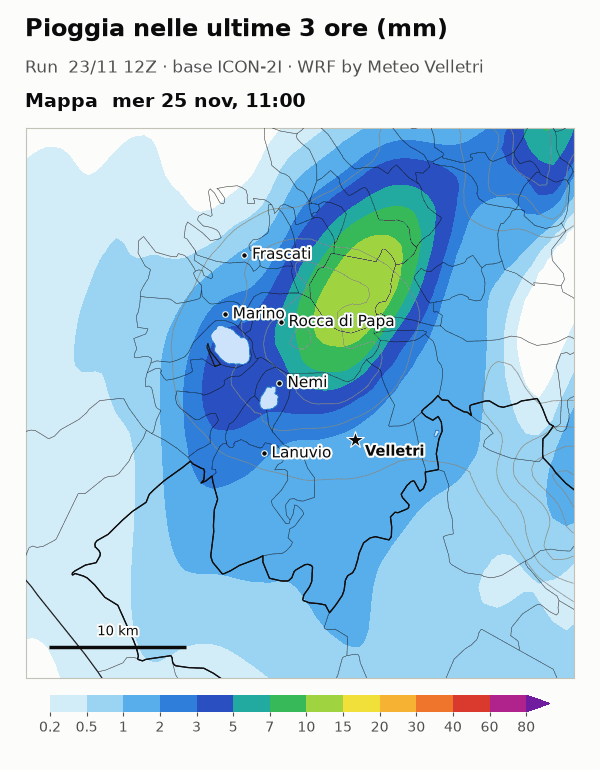 Pioggia nelle ultime 3 ore (mm)
Run  23/11 12Z · base ICON-2I · WRF by Meteo Velletri
Mappa  mer 25 nov, 11:00
Frascati
Marino
Rocca di Papa
Nemi
Velletri
Lanuvio
10 km
0.2 0.5 1 2 3 5 7 10 15 20 30 40 60 80